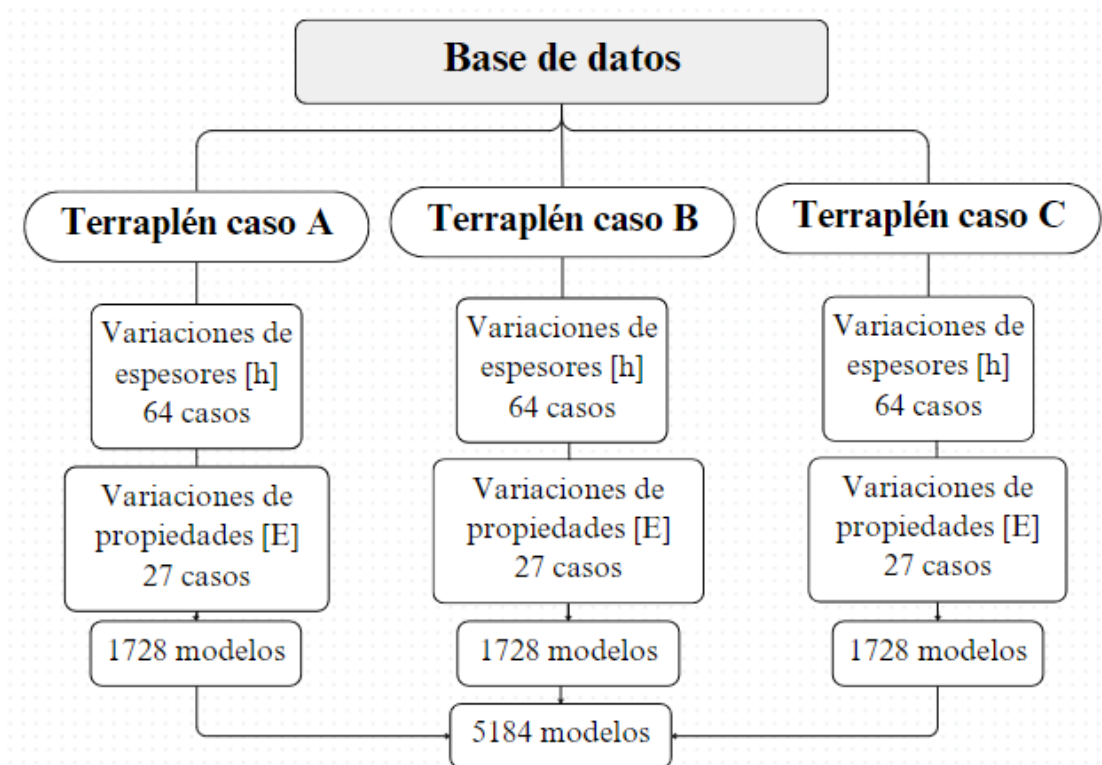 Base de datos
Terraplén caso A
Terraplén caso B
Terraplén caso C
Variaciones de
espesores [h]
64 casos
Variaciones de
espesores [h]
64 casos
Variaciones de
espesores [h]
64 casos
Variaciones de
propiedades [E]
27 casos
Variaciones de
propiedades [E]
27 casos
Variaciones de
propiedades [E]
27 casos
1728 modelos
1728 modelos
1728 modelos
5184 modelos